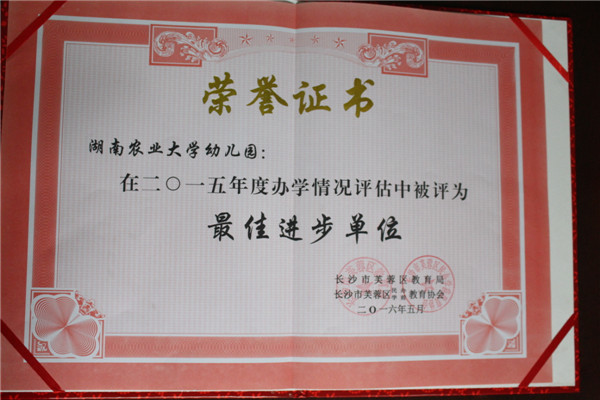 荣誉证书
湖南农业大学幼儿园：
在二〇一五年度办学情况评估中被评为
最佳进步单位
长沙市芙蓉区教育局
长沙市芙蓉区教育协会
二〇一六年五月